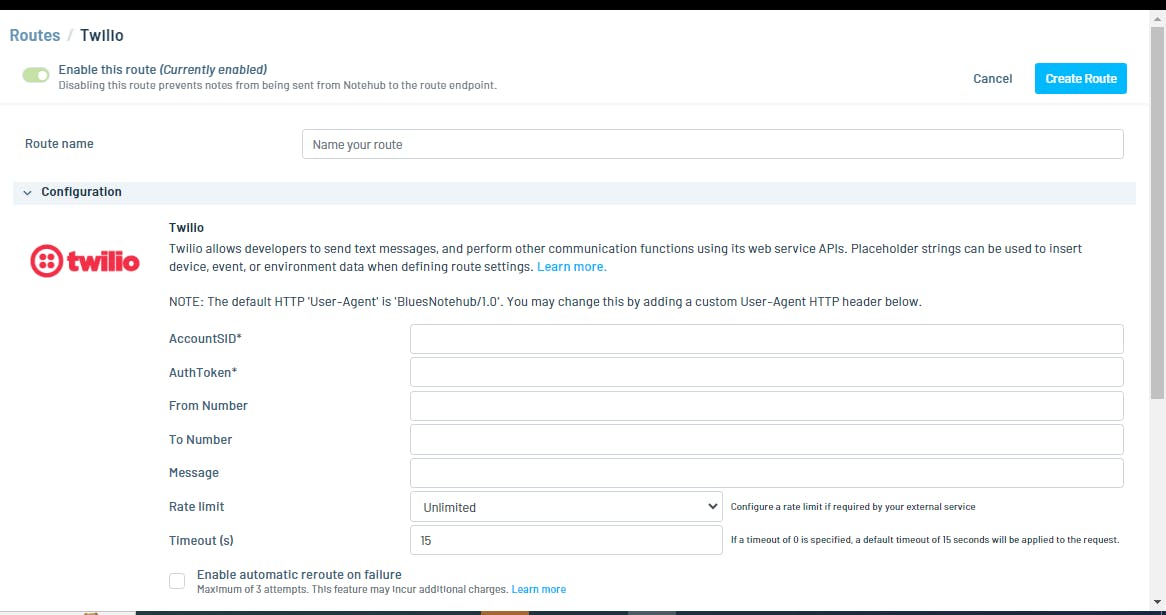 Routes / Twilio
Enable this route (Currently enabled)
Disabling this route prevents notes from being sent from Notehub to the route endpoint.
Cancel
Create Route
Route name
Name your route
Configuration
twilio
Twilio
Twilio allows developers to send text messages, and perform other communication functions using its web service APIs. Placeholder strings can be used to insert
device, event, or environment data when defining route settings. Learn more.
NOTE: The default HTTP 'User-Agent' is 'BluesNotehub/1.0'. You may change this by adding a custom User-Agent HTTP header below.
AccountSID*
AuthToken*
From Number
To Number
Message
Rate limit
Unlimited
Configure a rate limit if required by your external service
Timeout (s)
15
If a timeout of 0 is specified, a default timeout of 15 seconds will be applied to the request.
Enable automatic reroute on failure
Maximum of 3 attempts. This feature may incur additional charges. Learn more